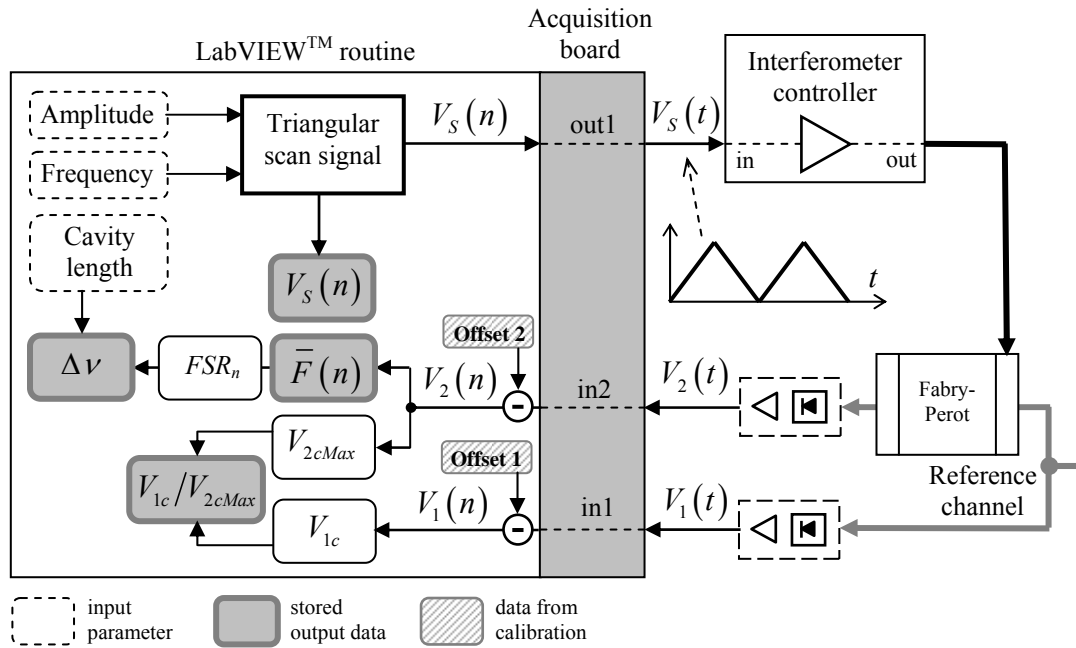 LabVIEW™ routine
Acquisition
board
Amplitude
Frequency
Cavity
length
Triangular
scan signal
V_S(n)
out1
V_S(t)
Interferometer
controller
in
out
V_S(n)
t
Δν
FSR_n
F̅(n)
Offset 2
V_2(n)
-
in2
V_2(t)
Fabry-
Perot
V_2cMax
V_1c/V_2cMax
Offset 1
V_1c
V_1(n)
-
in1
V_1(t)
Reference
channel
input
parameter
stored
output data
data from
calibration